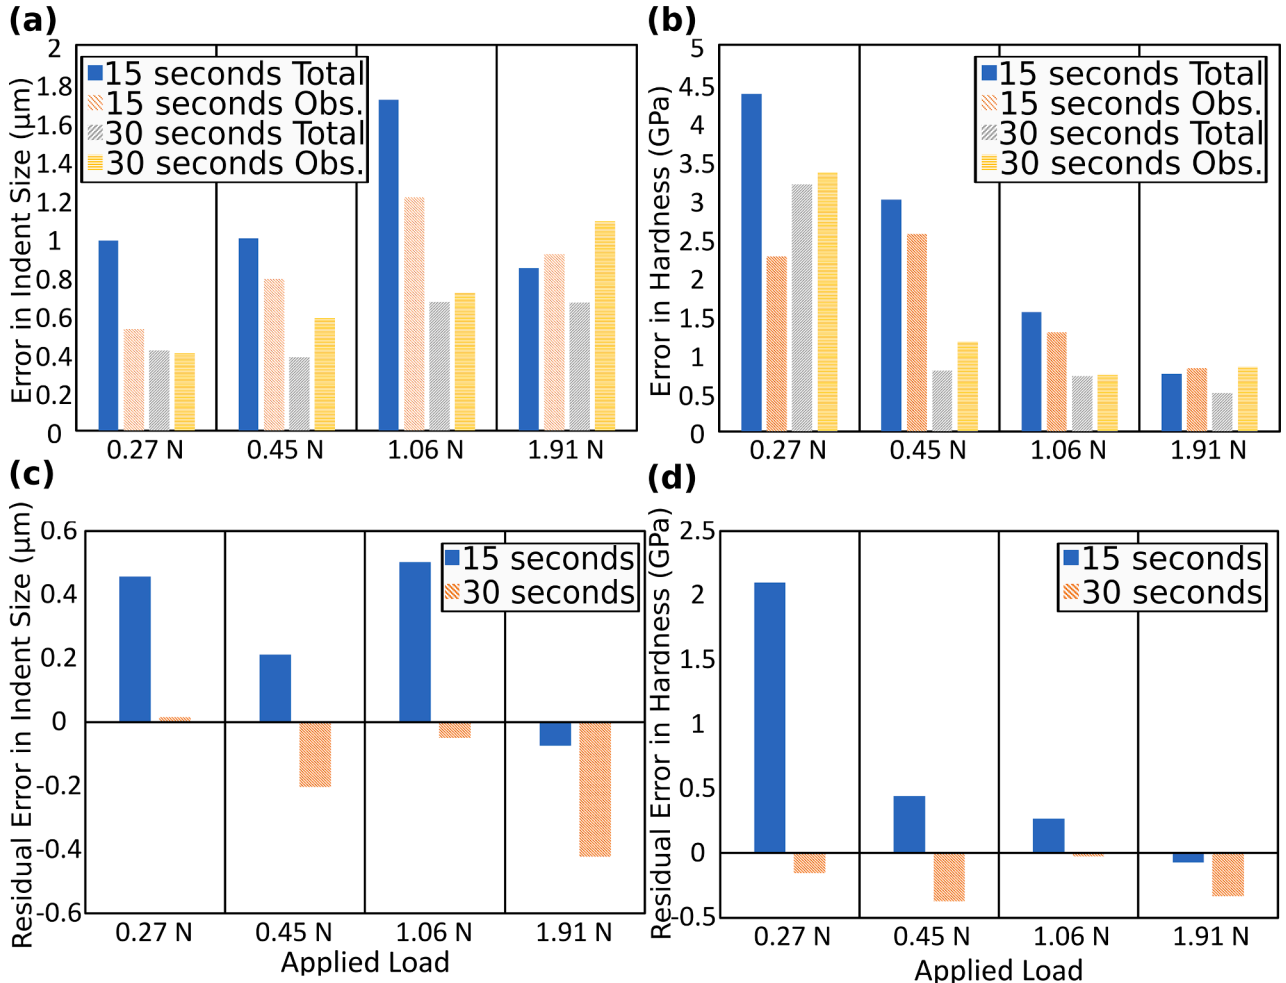 (a)
Error in Indent Size (µm)
2
1.8
1.6
1.4
1.2
1
0.8
0.6
0.4
0.2
0
15 seconds Total
15 seconds Obs.
30 seconds Total
30 seconds Obs.
0.27 N 0.45 N 1.06 N 1.91 N
(b)
Error in Hardness (GPa)
5
4.5
4
3.5
3
2.5
2
1.5
1
0.5
0
15 seconds Total
15 seconds Obs.
30 seconds Total
30 seconds Obs.
0.27 N 0.45 N 1.06 N 1.91 N
(c)
Residual Error in Indent Size (µm)
0.6
0.4
0.2
0
-0.2
-0.4
-0.6
15 seconds
30 seconds
0.27 N 0.45 N 1.06 N 1.91 N
Applied Load
(d)
Residual Error in Hardness (GPa)
2.5
2
1.5
1
0.5
0
-0.5
15 seconds
30 seconds
0.27 N 0.45 N 1.06 N 1.91 N
Applied Load